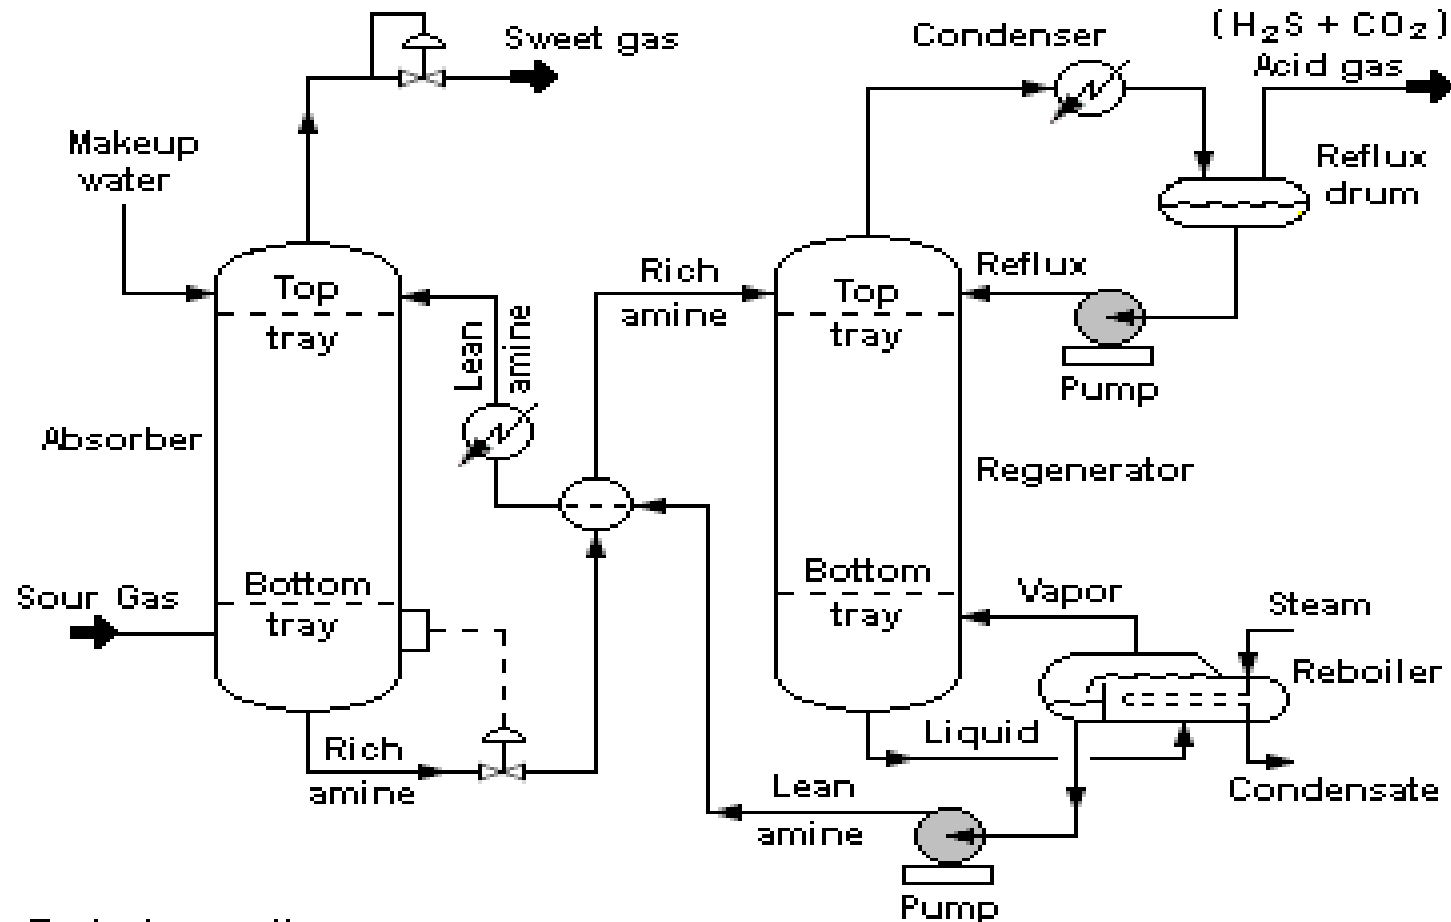 Sweet gas
Condenser
(H₂S + CO₂)
Acid gas
Makeup
water
Reflux
drum
Top
tray
Lean
amine
Rich
amine
Top
tray
Reflux
Pump
Absorber
Regenerator
Sour Gas
Bottom
tray
Bottom
tray
Vapor
Steam
Reboiler
Rich
amine
Liquid
Condensate
Lean
amine
Pump